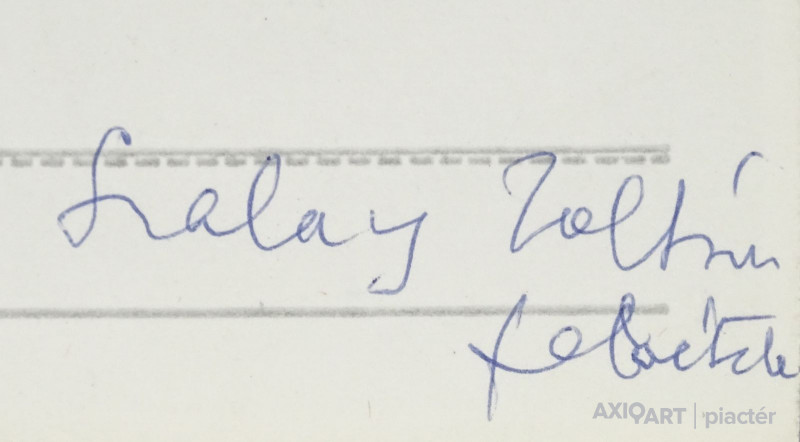 Szalay Zoltán
felvétele
AXIOART | piactér